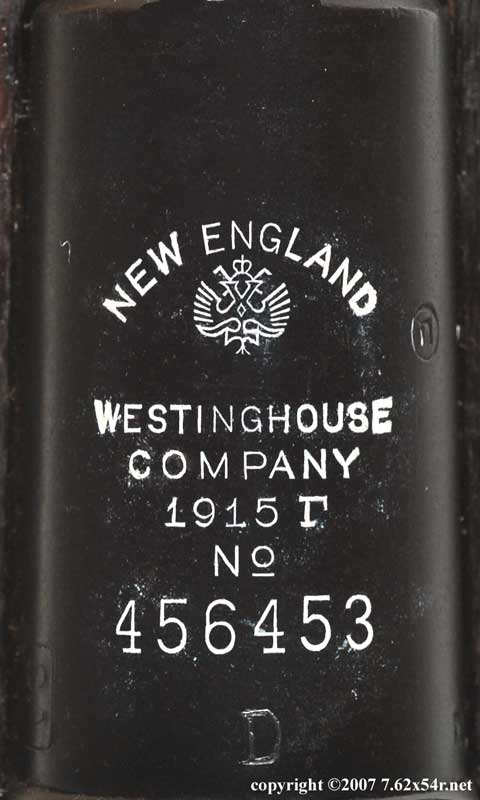 NEW ENGLAND
WESTINGHOUSE
COMPANY
1915 Г
No
456453
П
D
copyright ©2007 7.62x54r.net